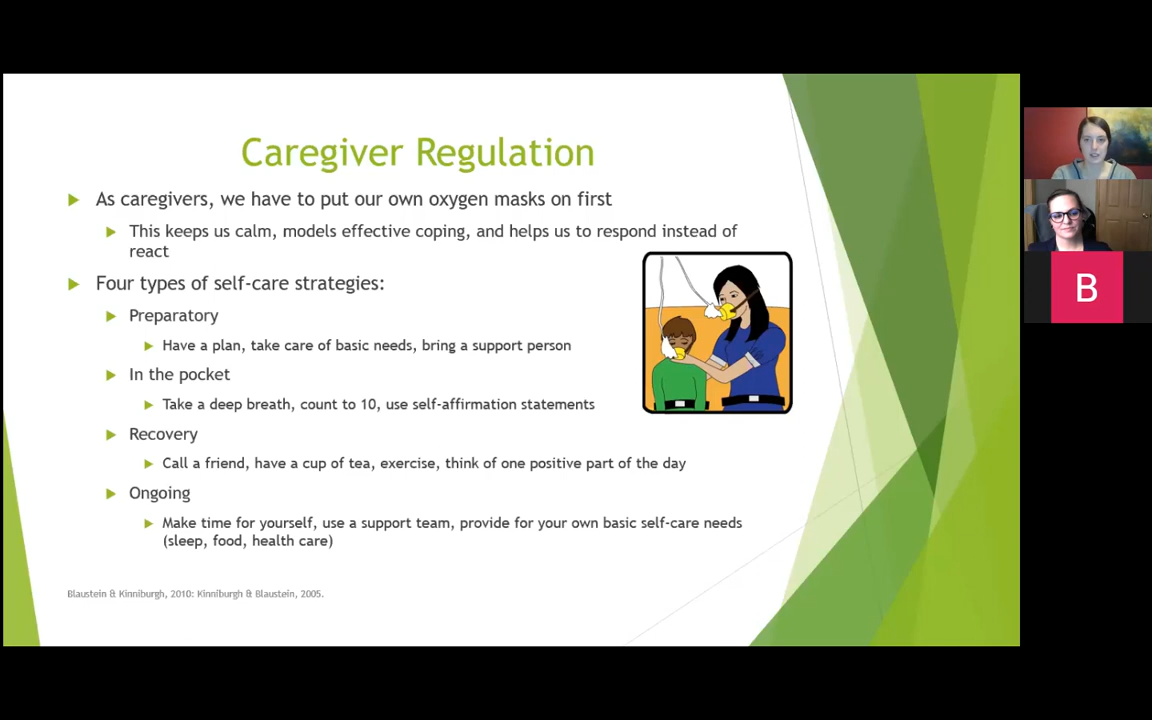 Caregiver Regulation
As caregivers, we have to put our own oxygen masks on first
This keeps us calm, models effective coping, and helps us to respond instead of
react
Four types of self-care strategies:
Preparatory
Have a plan, take care of basic needs, bring a support person
In the pocket
Take a deep breath, count to 10, use self-affirmation statements
Recovery
Call a friend, have a cup of tea, exercise, think of one positive part of the day
Ongoing
Make time for yourself, use a support team, provide for your own basic self-care needs
(sleep, food, health care)
Blaustein & Kinniburgh, 2010: Kinniburgh & Blaustein, 2005.
B